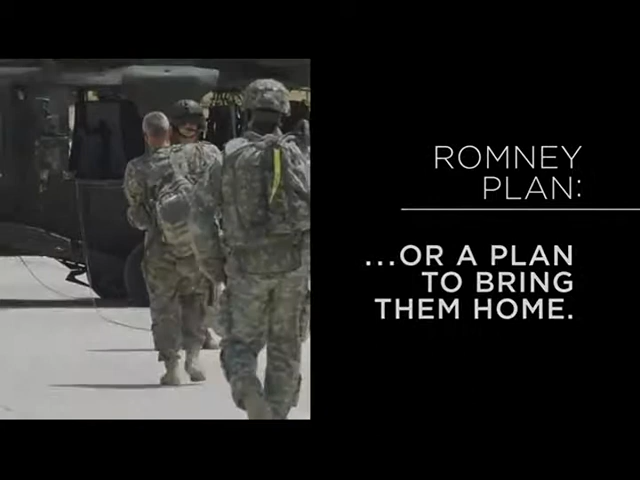 ROMNEY
PLAN:
...OR A PLAN
TO BRING
THEM HOME.